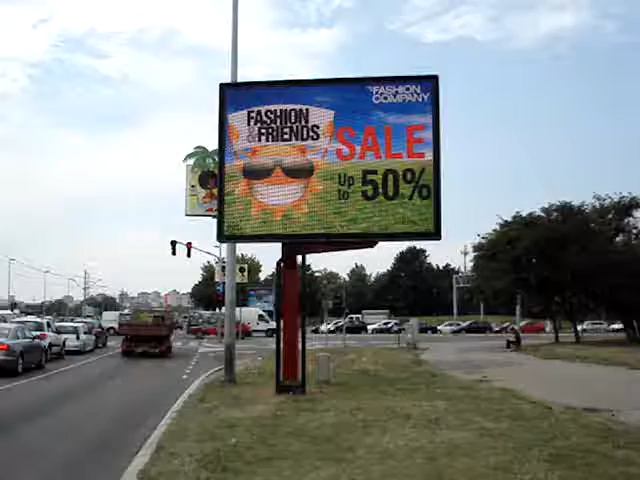 FASHION
COMPANY
FASHION
&FRIENDS
SALE
Up
to
50%